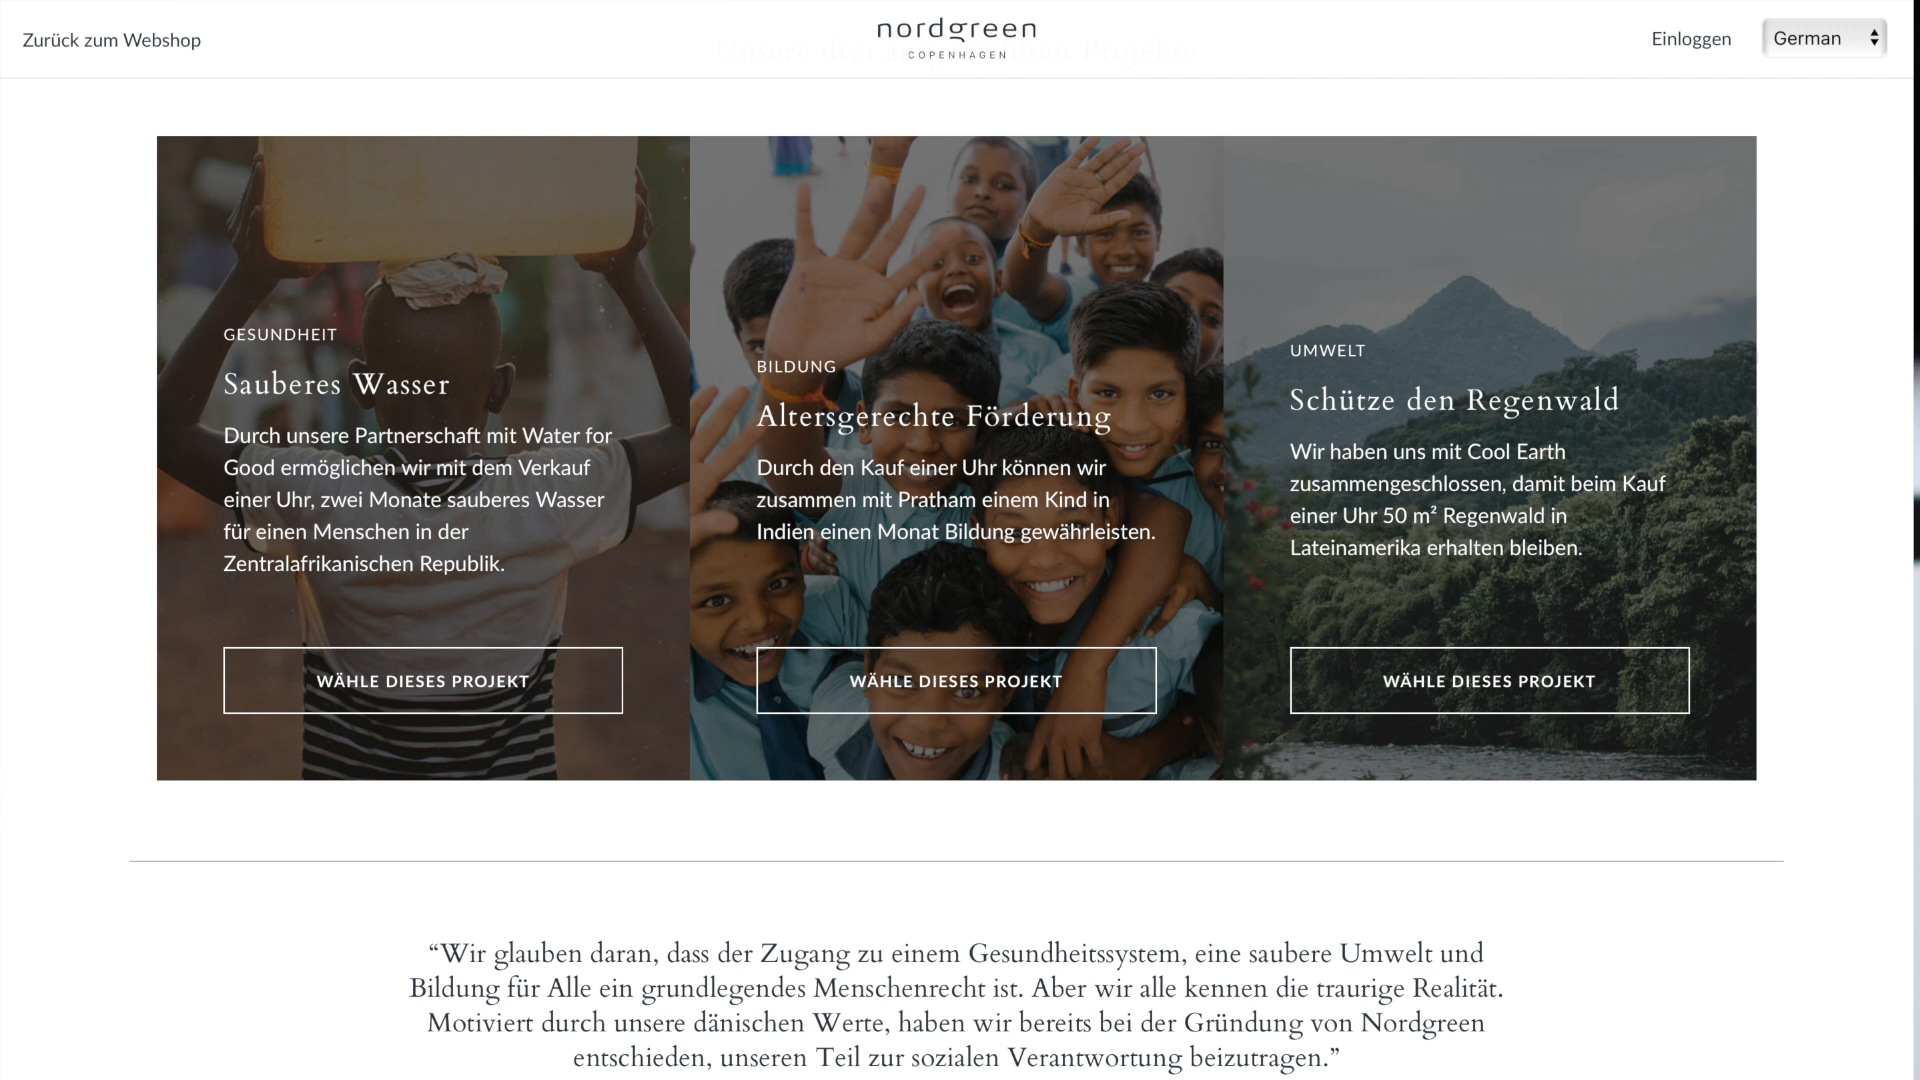 Zurück zum Webshop
nordgreen
COPENHAGEN
Einloggen
German
Unsere drei ausgewählten Projekte
GESUNDHEIT
Sauberes Wasser
Durch unsere Partnerschaft mit Water for
Good ermöglichen wir mit dem Verkauf
einer Uhr, zwei Monate sauberes Wasser
für einen Menschen in der
Zentralafrikanischen Republik.
WÄHLE DIESES PROJEKT
BILDUNG
Altersgerechte Förderung
Durch den Kauf einer Uhr können wir
zusammen mit Pratham einem Kind in
Indien einen Monat Bildung gewährleisten.
WÄHLE DIESES PROJEKT
UMWELT
Schütze den Regenwald
Wir haben uns mit Cool Earth
zusammengeschlossen, damit beim Kauf
einer Uhr 50 m² Regenwald in
Lateinamerika erhalten bleiben.
WÄHLE DIESES PROJEKT
“Wir glauben daran, dass der Zugang zu einem Gesundheitssystem, eine saubere Umwelt und
Bildung für Alle ein grundlegendes Menschenrecht ist. Aber wir alle kennen die traurige Realität.
Motiviert durch unsere dänischen Werte, haben wir bereits bei der Gründung von Nordgreen
entschieden, unseren Teil zur sozialen Verantwortung beizutragen.”